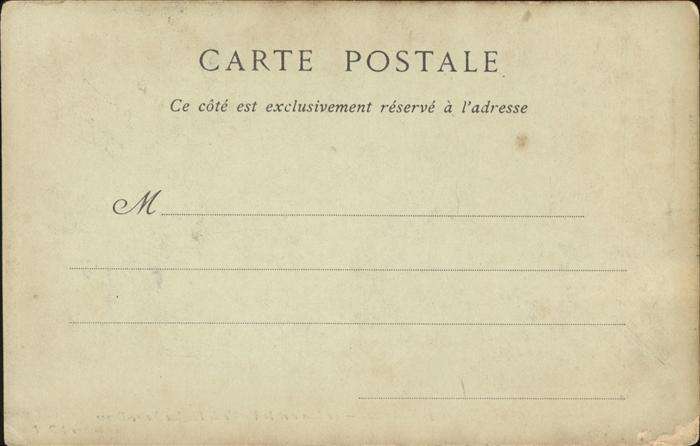 CARTE POSTALE
Ce côté est exclusivement réservé à l'adresse
M